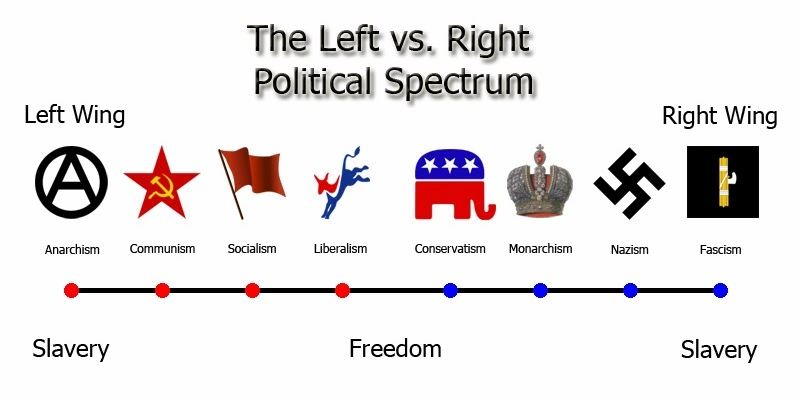 The Left vs. Right
Political Spectrum
Left Wing
Right Wing
Anarchism
Communism
Socialism
Liberalism
Conservatism
Monarchism
Nazism
Fascism
Slavery
Freedom
Slavery